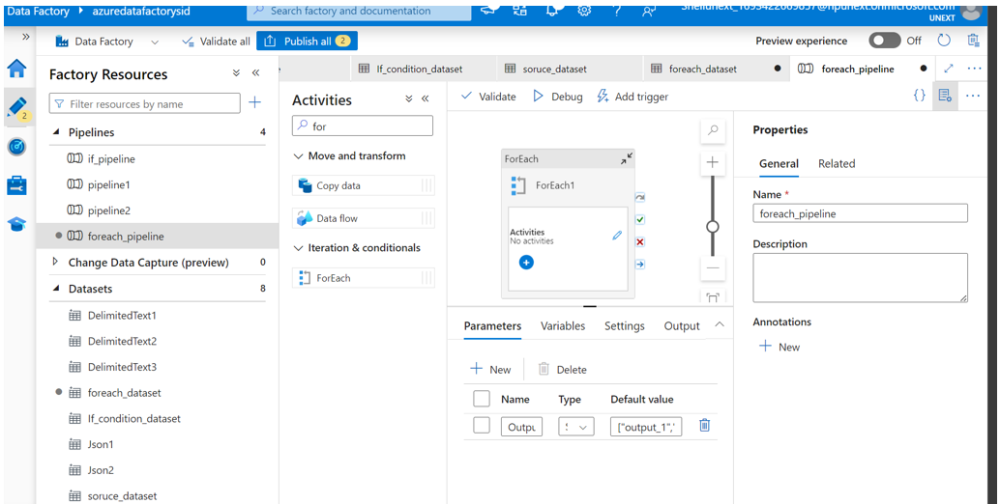 Data Factory
azuredatafactorysid
Search factory and documentation
UNEXT
Data Factory
Validate all
Publish all 2
Preview experience
Off
2
Factory Resources
Filter resources by name
Pipelines 4
if_pipeline
pipeline1
pipeline2
foreach_pipeline
Change Data Capture (preview) 0
Datasets 8
DelimitedText1
DelimitedText2
DelimitedText3
foreach_dataset
If_condition_dataset
Json1
Json2
soruce_dataset
If_condition_dataset
soruce_dataset
foreach_dataset
foreach_pipeline
Activities
for
Move and transform
Copy data
Data flow
Iteration & conditionals
ForEach
Validate
Debug
Add trigger
ForEach
ForEach1
Activities
No activities
Parameters
Variables
Settings
Output
New
Delete
Name
Type
Default value
Outpu
["output_1",'
Properties
General
Related
Name *
foreach_pipeline
Description
Annotations
New